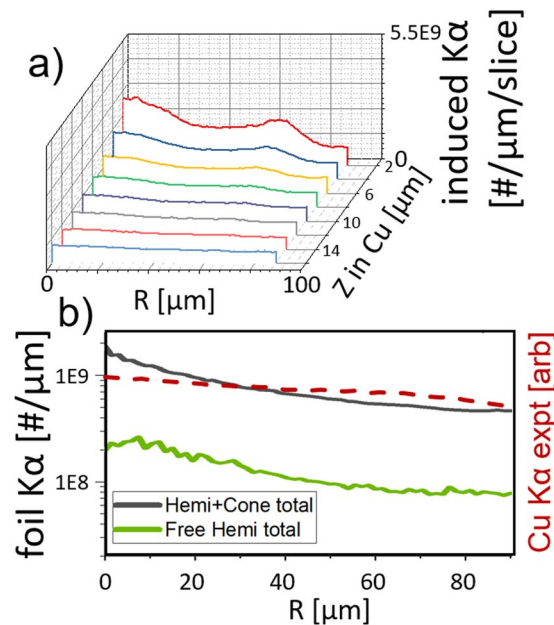 a)
5.5E9
0
induced Kα
[#/μm/slice]
2
6
10
14
Z in Cu [μm]
0
100
R [μm]
b)
foil Kα [#/μm]
1E9
1E8
Hemi+Cone total
Free Hemi total
0
20
40
60
80
R [μm]
Cu Kα expt [arb]